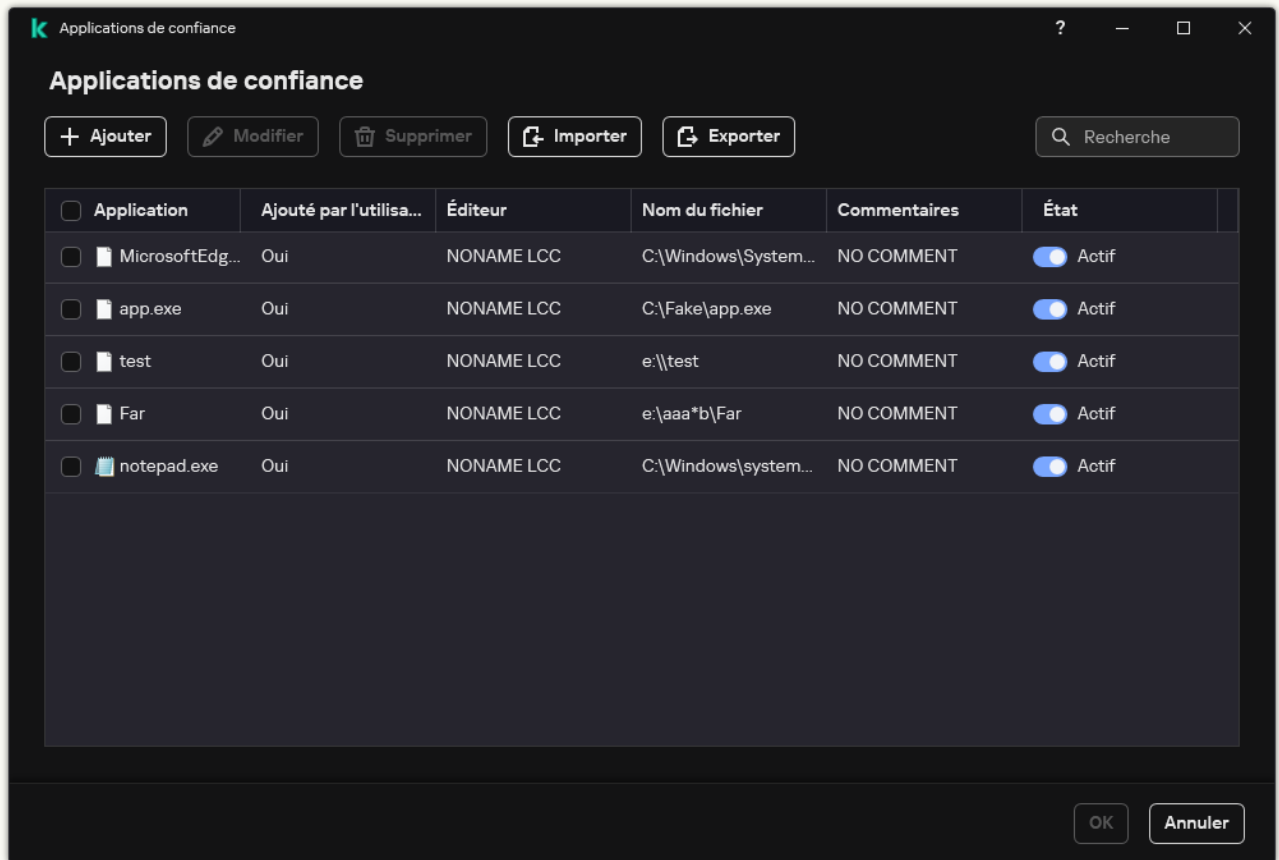 Applications de confiance
?
Applications de confiance
Ajouter Modifier Supprimer Importer Exporter Recherche
Application Ajouté par l'utilisa... Éditeur Nom du fichier Commentaires État
MicrosoftEdg... Oui NONAME LCC C:\Windows\System... NO COMMENT Actif
app.exe Oui NONAME LCC C:\Fake\app.exe NO COMMENT Actif
test Oui NONAME LCC e:\\test NO COMMENT Actif
Far Oui NONAME LCC e:\aaa*b\Far NO COMMENT Actif
notepad.exe Oui NONAME LCC C:\Windows\system... NO COMMENT Actif
OK Annuler